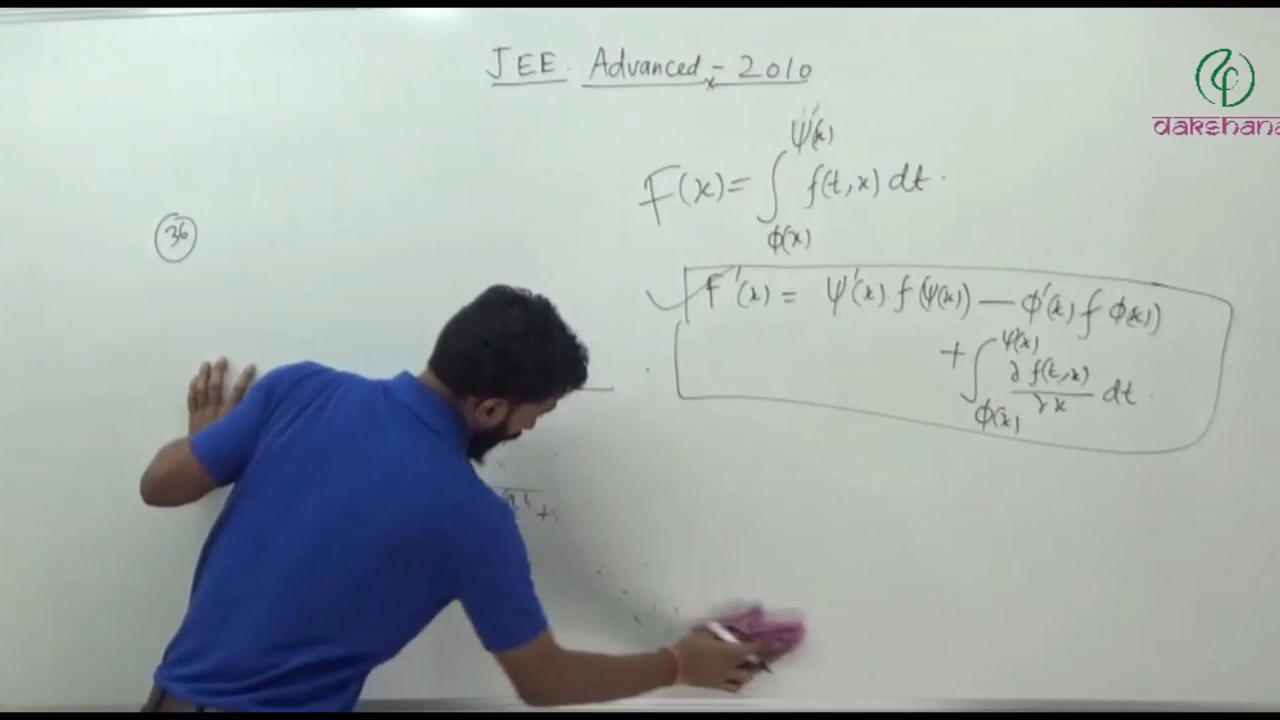 JEE. Advanced - 2010
dakshana
F(x) = ∫_{ϕ(x)}^{ψ(x)} f(t,x) dt.
36
F'(x) = ψ'(x). f(ψ(x)) — ϕ'(x) f ϕ(x))
+ ∫_{ϕ(x)}^{ψ(x)} ∂f(t,x)/∂x dt.